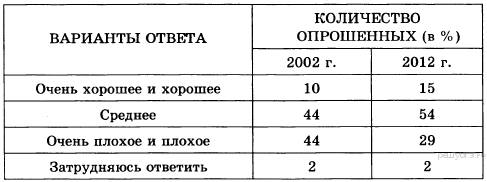 ВАРИАНТЫ ОТВЕТА
КОЛИЧЕСТВО
ОПРОШЕННЫХ (в %)
2002 г. 2012 г.
Очень хорошее и хорошее 10 15
Среднее 44 54
Очень плохое и плохое 44 29
Затрудняюсь ответить 2 2